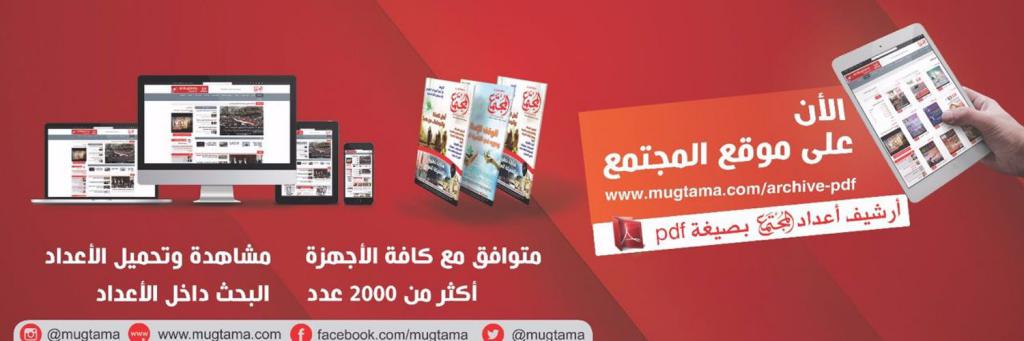 الأن
على موقع المجتمع
www.mugtama.com/archive-pdf
أرشيف أعداد المجتمع بصيغة pdf
متوافق مع كافة الأجهزة
أكثر من 2000 عدد
مشاهدة وتحميل الأعداد
البحث داخل الأعداد
@mugtama www.mugtama.com facebook.com/mugtama @mugtama